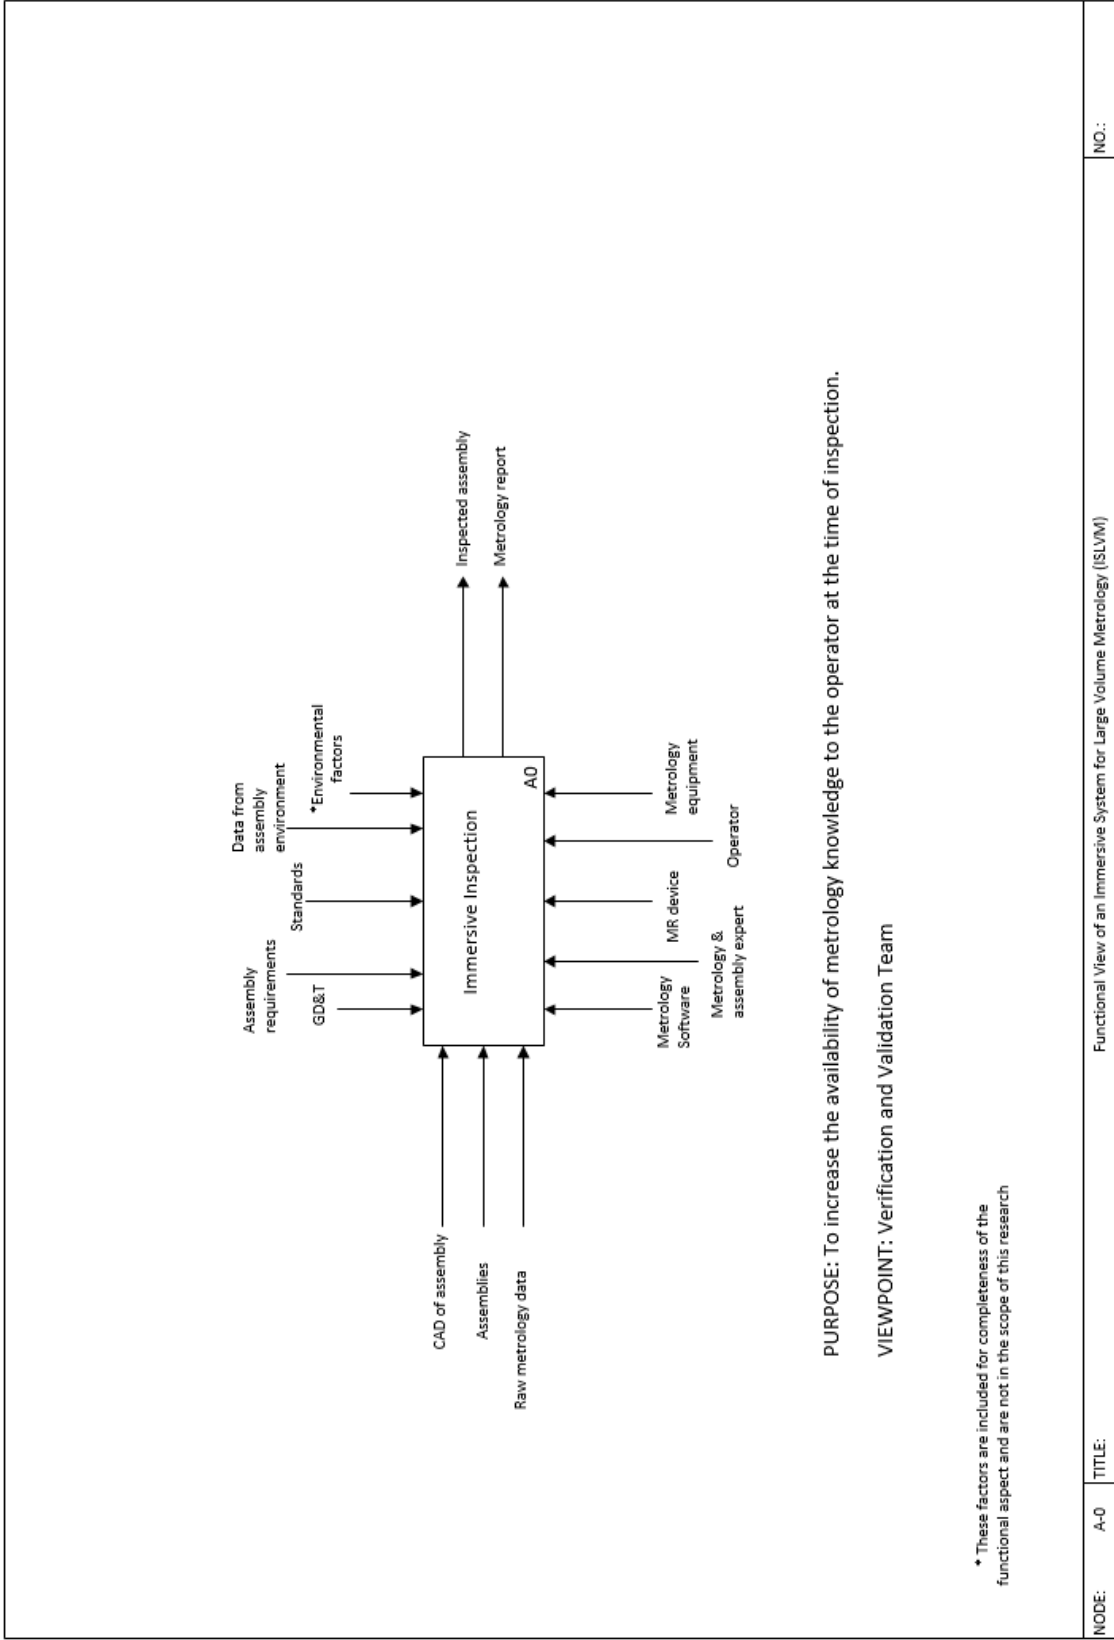 Data from
assembly
environment
*Environmental
factors
Standards
Assembly
requirements
GD&T
CAD of assembly
Assemblies
Raw metrology data
Immersive Inspection
A0
Inspected assembly
Metrology report
Metrology
Software
Metrology &
assembly expert
MR device
Operator
Metrology
equipment
PURPOSE: To increase the availability of metrology knowledge to the operator at the time of inspection.
VIEWPOINT: Verification and Validation Team
* These factors are included for completeness of the
functional aspect and are not in the scope of this research
NODE: A-0 TITLE: Functional View of an Immersive System for Large Volume Metrology (ISLVM) NO.: